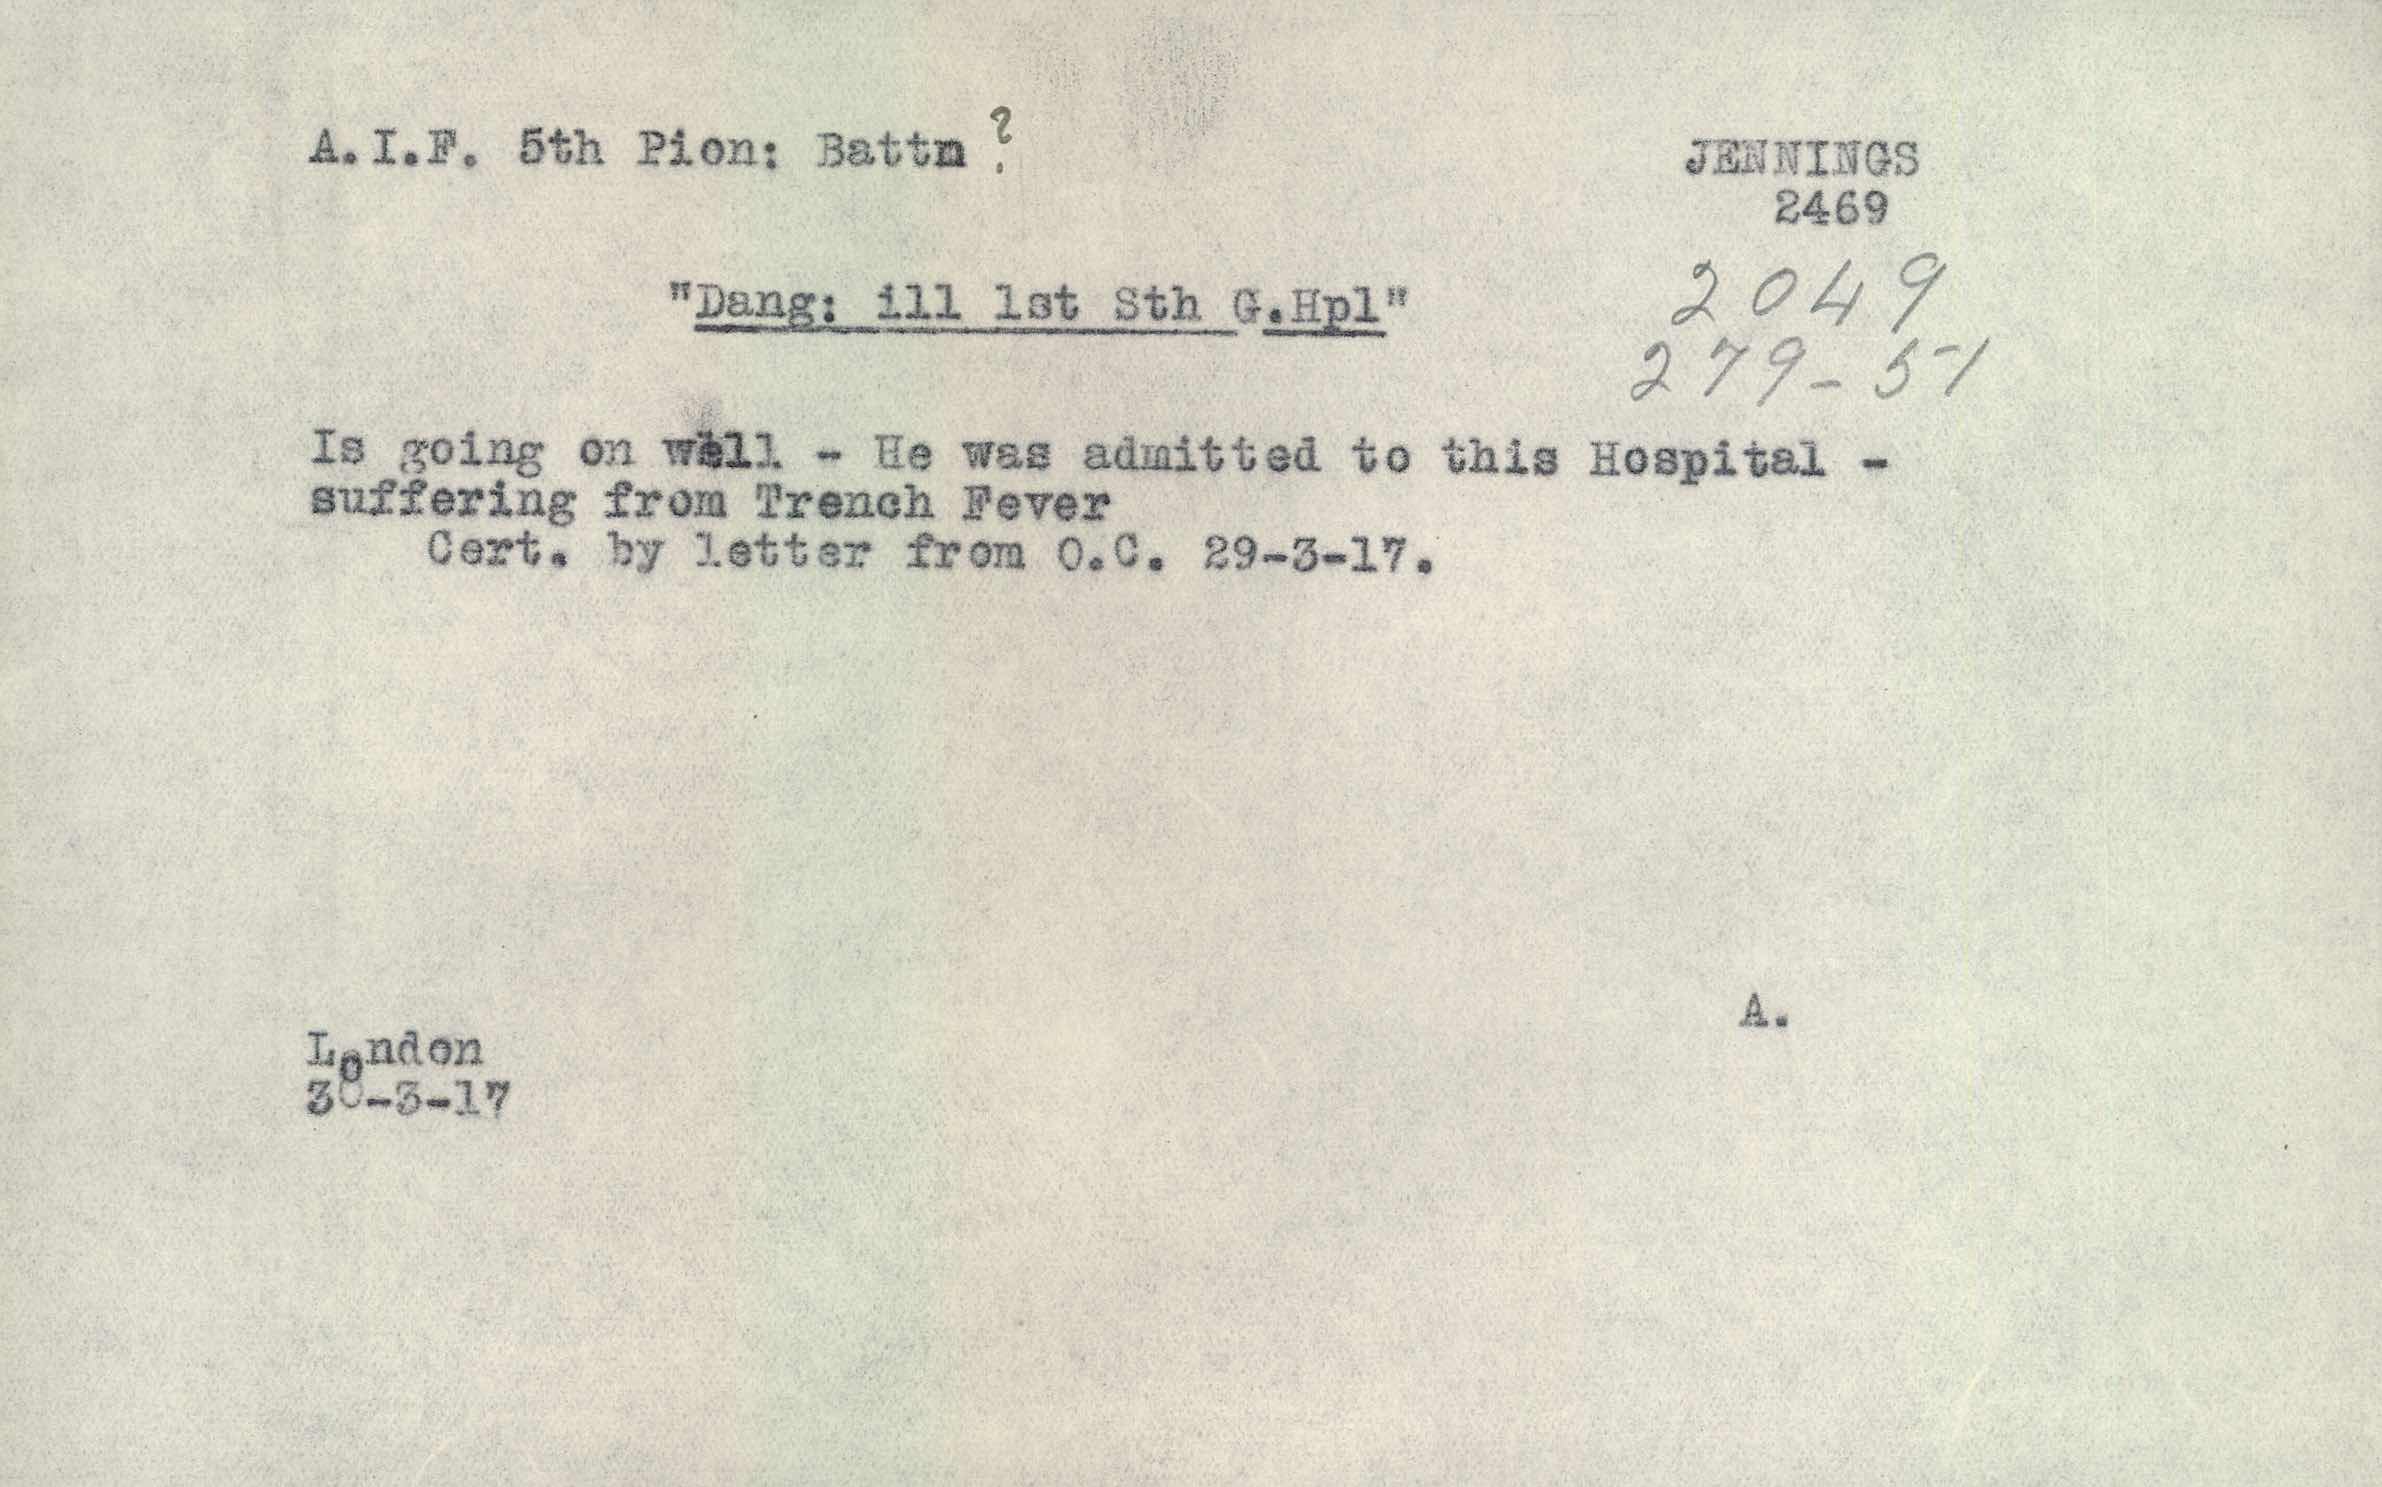 A.I.F. 5th Pion: Battn ?
JENNINGS
2469
2049
279-51
"Dang: ill 1st Sth G.Hpl"
Is going on well - He was admitted to this Hospital -
suffering from Trench Fever
Cert. by letter from O.C. 29-3-17.
A.
London
30-3-17